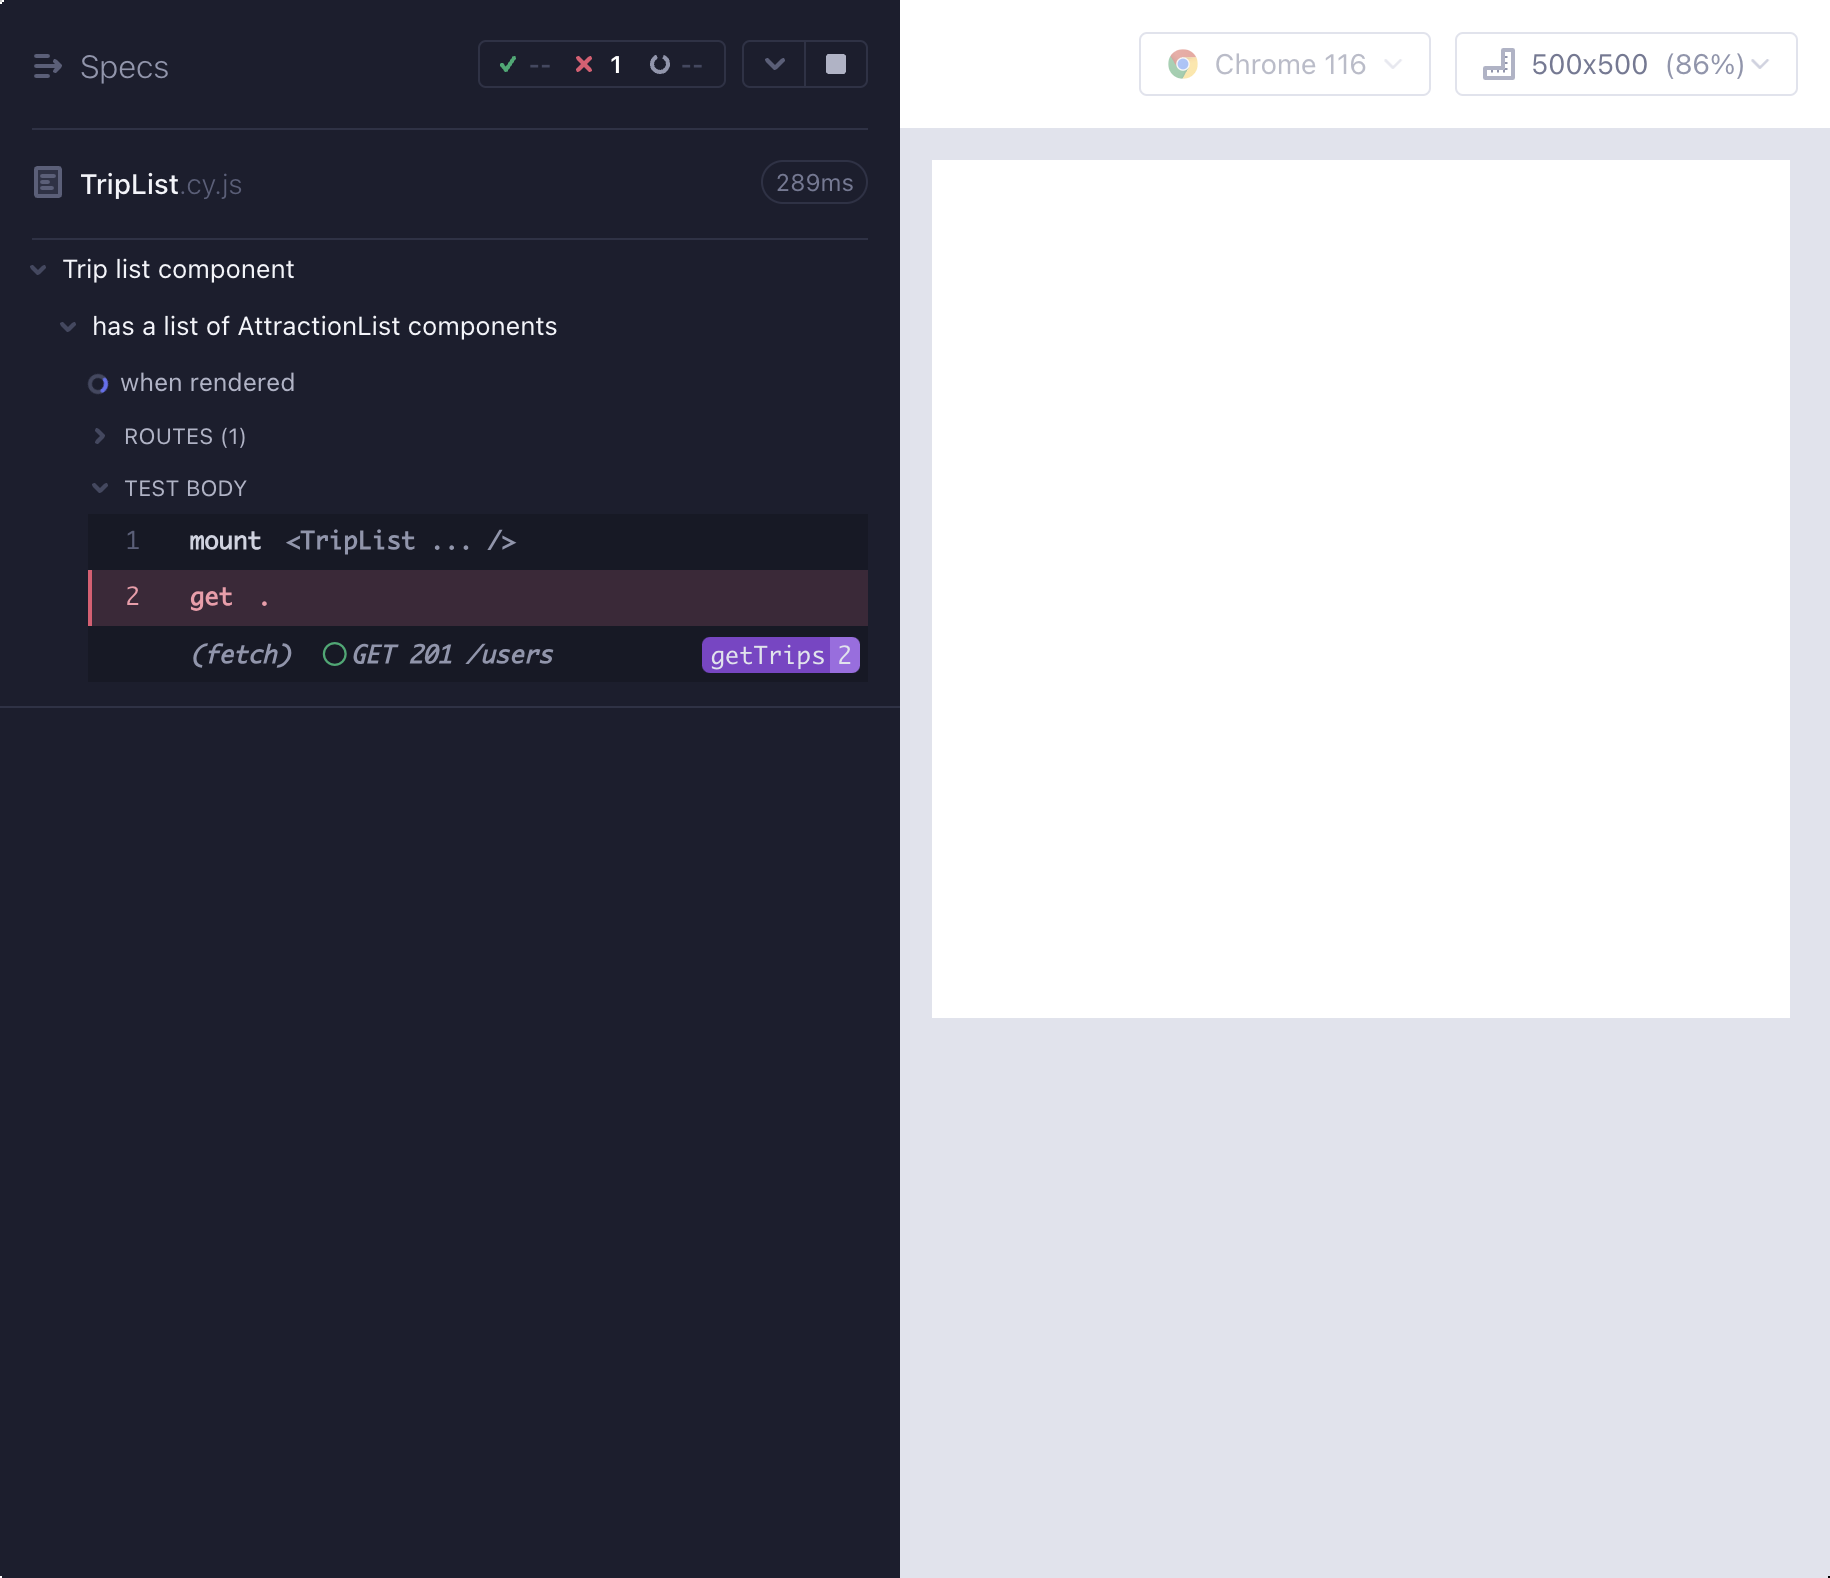 Specs
-- 1 --
Chrome 116
500x500 (86%)
TripList.cy.js
289ms
Trip list component
has a list of AttractionList components
when rendered
ROUTES (1)
TEST BODY
1 mount <TripList ... />
2 get .
(fetch) GET 201 /users getTrips 2